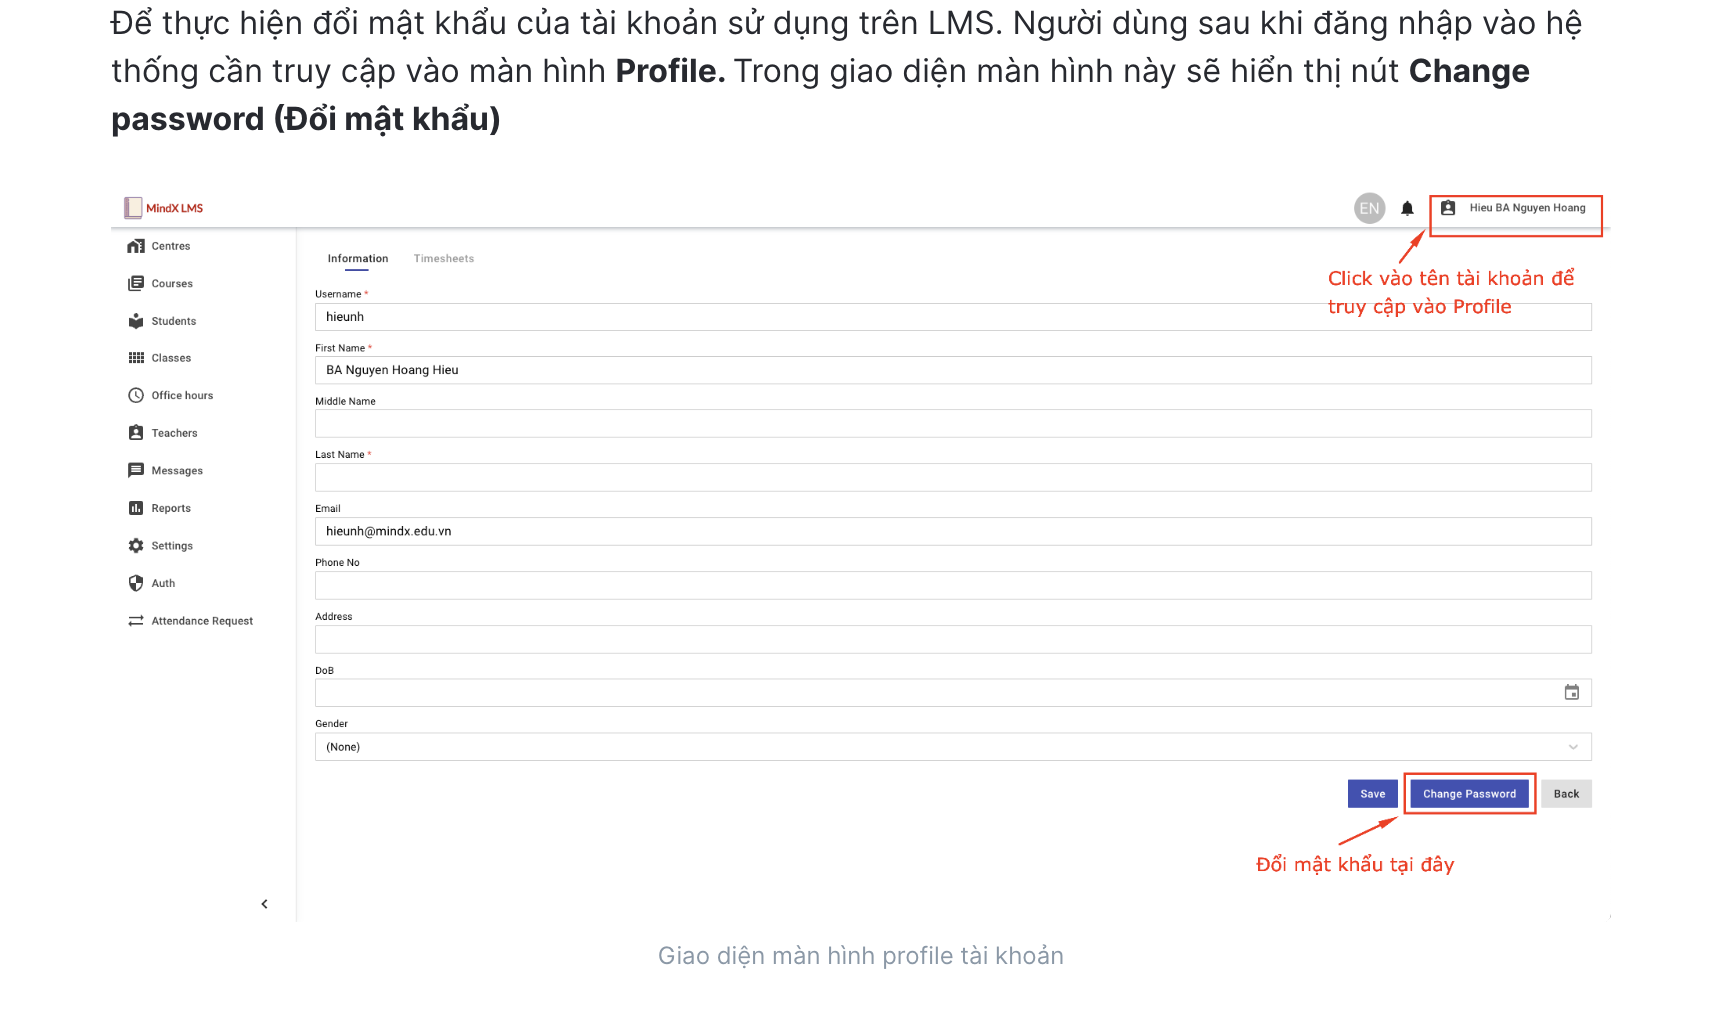 Để thực hiện đổi mật khẩu của tài khoản sử dụng trên LMS. Người dùng sau khi đăng nhập vào hệ
thống cần truy cập vào màn hình Profile. Trong giao diện màn hình này sẽ hiển thị nút Change
password (Đổi mật khẩu)
MindX LMS
EN
Hieu BA Nguyen Hoang
Click vào tên tài khoản để
truy cập vào Profile
Centres
Courses
Students
Classes
Office hours
Teachers
Messages
Reports
Settings
Auth
Attendance Request
Information
Timesheets
Username *
hieunh
First Name *
BA Nguyen Hoang Hieu
Middle Name
Last Name *
Email
hieunh@mindx.edu.vn
Phone No
Address
DoB
Gender
(None)
Save
Change Password
Back
Đổi mật khẩu tại đây
Giao diện màn hình profile tài khoản